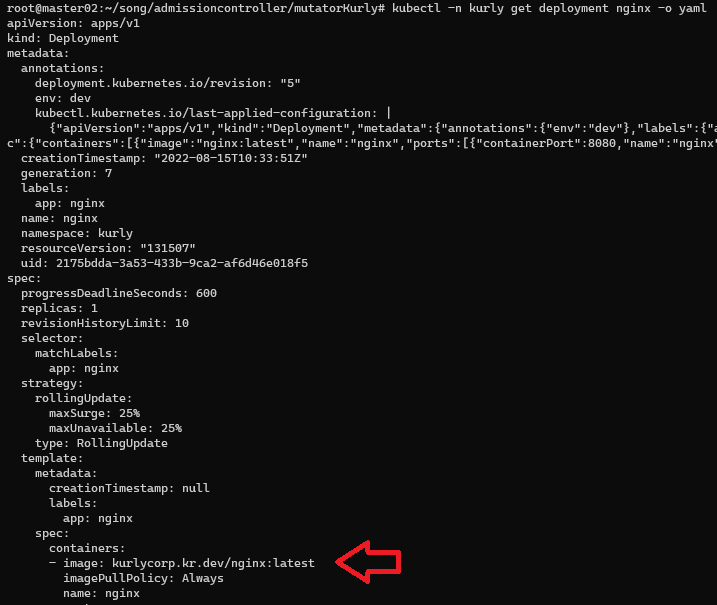 root@master02:~/song/admissioncontroller/mutatorKurly# kubectl -n kurly get deployment nginx -o yaml
apiVersion: apps/v1
kind: Deployment
metadata:
  annotations:
    deployment.kubernetes.io/revision: "5"
    env: dev
    kubectl.kubernetes.io/last-applied-configuration: |
      {"apiVersion":"apps/v1","kind":"Deployment","metadata":{"annotations":{"env":"dev"},"labels":{"a
c":{"containers":[{"image":"nginx:latest","name":"nginx","ports":[{"containerPort":8080,"name":"nginx"
  creationTimestamp: "2022-08-15T10:33:51Z"
  generation: 7
  labels:
    app: nginx
  name: nginx
  namespace: kurly
  resourceVersion: "131507"
  uid: 2175bdda-3a53-433b-9ca2-af6d46e018f5
spec:
  progressDeadlineSeconds: 600
  replicas: 1
  revisionHistoryLimit: 10
  selector:
    matchLabels:
      app: nginx
  strategy:
    rollingUpdate:
      maxSurge: 25%
      maxUnavailable: 25%
    type: RollingUpdate
  template:
    metadata:
      creationTimestamp: null
      labels:
        app: nginx
    spec:
      containers:
      - image: kurlycorp.kr.dev/nginx:latest
        imagePullPolicy: Always
        name: nginx